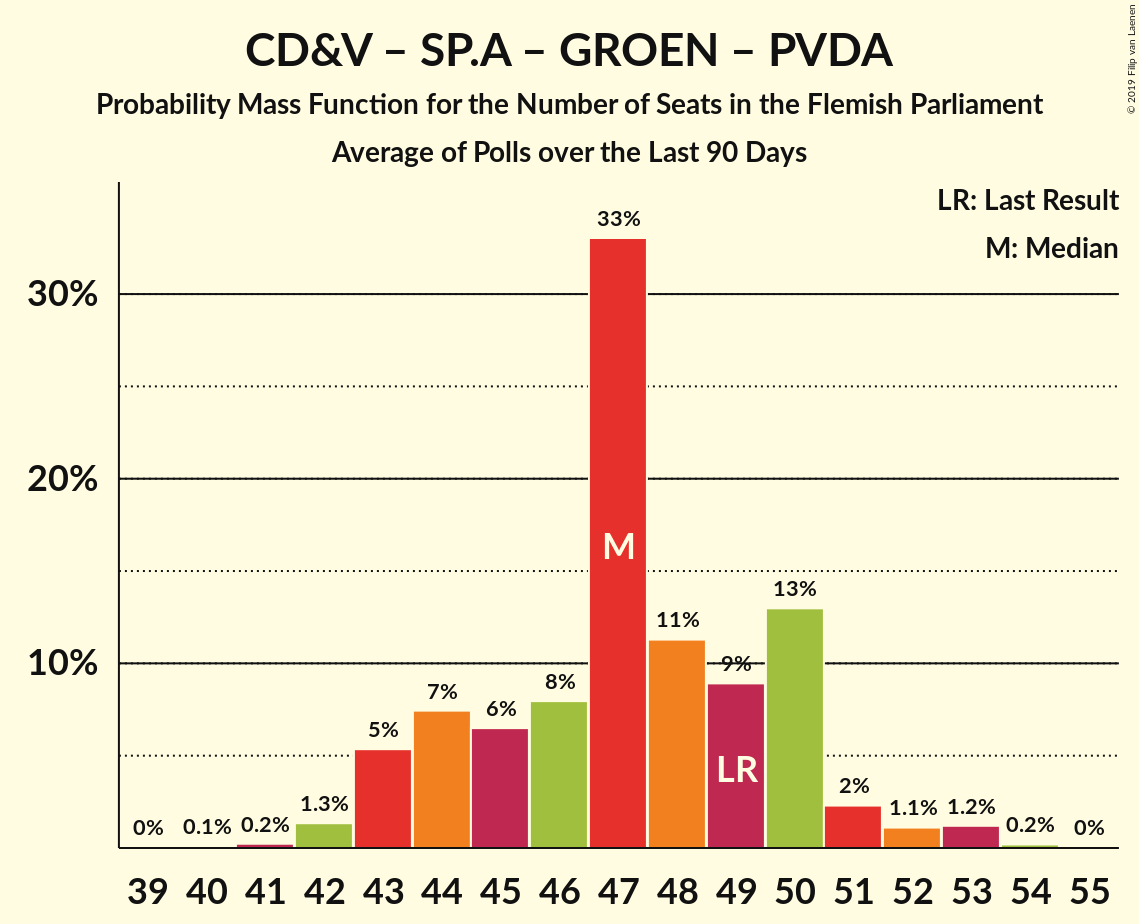 CD&V – SP.A – GROEN – PVDA
Probability Mass Function for the Number of Seats in the Flemish Parliament
Average of Polls over the Last 90 Days
© 2019 Filip van Laenen
LR: Last Result
M: Median
30%
20%
10%
0%
0.1%
0.2%
1.3%
5%
7%
6%
8%
33%
11%
9%
13%
2%
1.1%
1.2%
0.2%
0%
M
LR
39 40 41 42 43 44 45 46 47 48 49 50 51 52 53 54 55